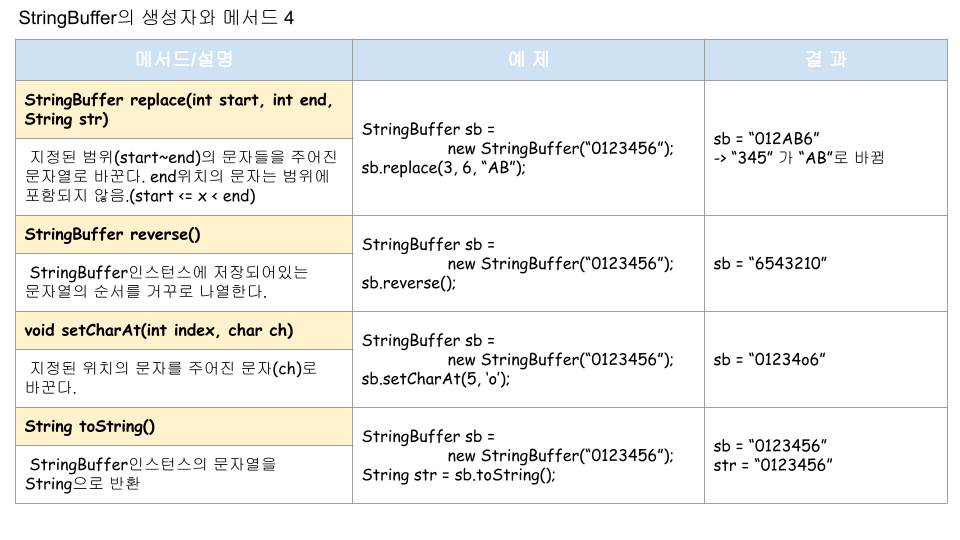 StringBuffer의 생성자와 메서드 4
메서드/설명
예 제
결 과
StringBuffer replace(int start, int end,
String str)
지정된 범위(start~end)의 문자들을 주어진
문자열로 바꾼다. end위치의 문자는 범위에
포함되지 않음.(start <= x < end)
StringBuffer sb =
new StringBuffer(“0123456”);
sb.replace(3, 6, “AB”);
sb = “012AB6”
-> “345” 가 “AB”로 바뀜
StringBuffer reverse()
StringBuffer인스턴스에 저장되어있는
문자열의 순서를 거꾸로 나열한다.
StringBuffer sb =
new StringBuffer(“0123456”);
sb.reverse();
sb = “6543210”
void setCharAt(int index, char ch)
지정된 위치의 문자를 주어진 문자(ch)로
바꾼다.
StringBuffer sb =
new StringBuffer(“0123456”);
sb.setCharAt(5, ‘o’);
sb = “01234o6”
String toString()
StringBuffer인스턴스의 문자열을
String으로 반환
StringBuffer sb =
new StringBuffer(“0123456”);
String str = sb.toString();
sb = “0123456”
str = “0123456”